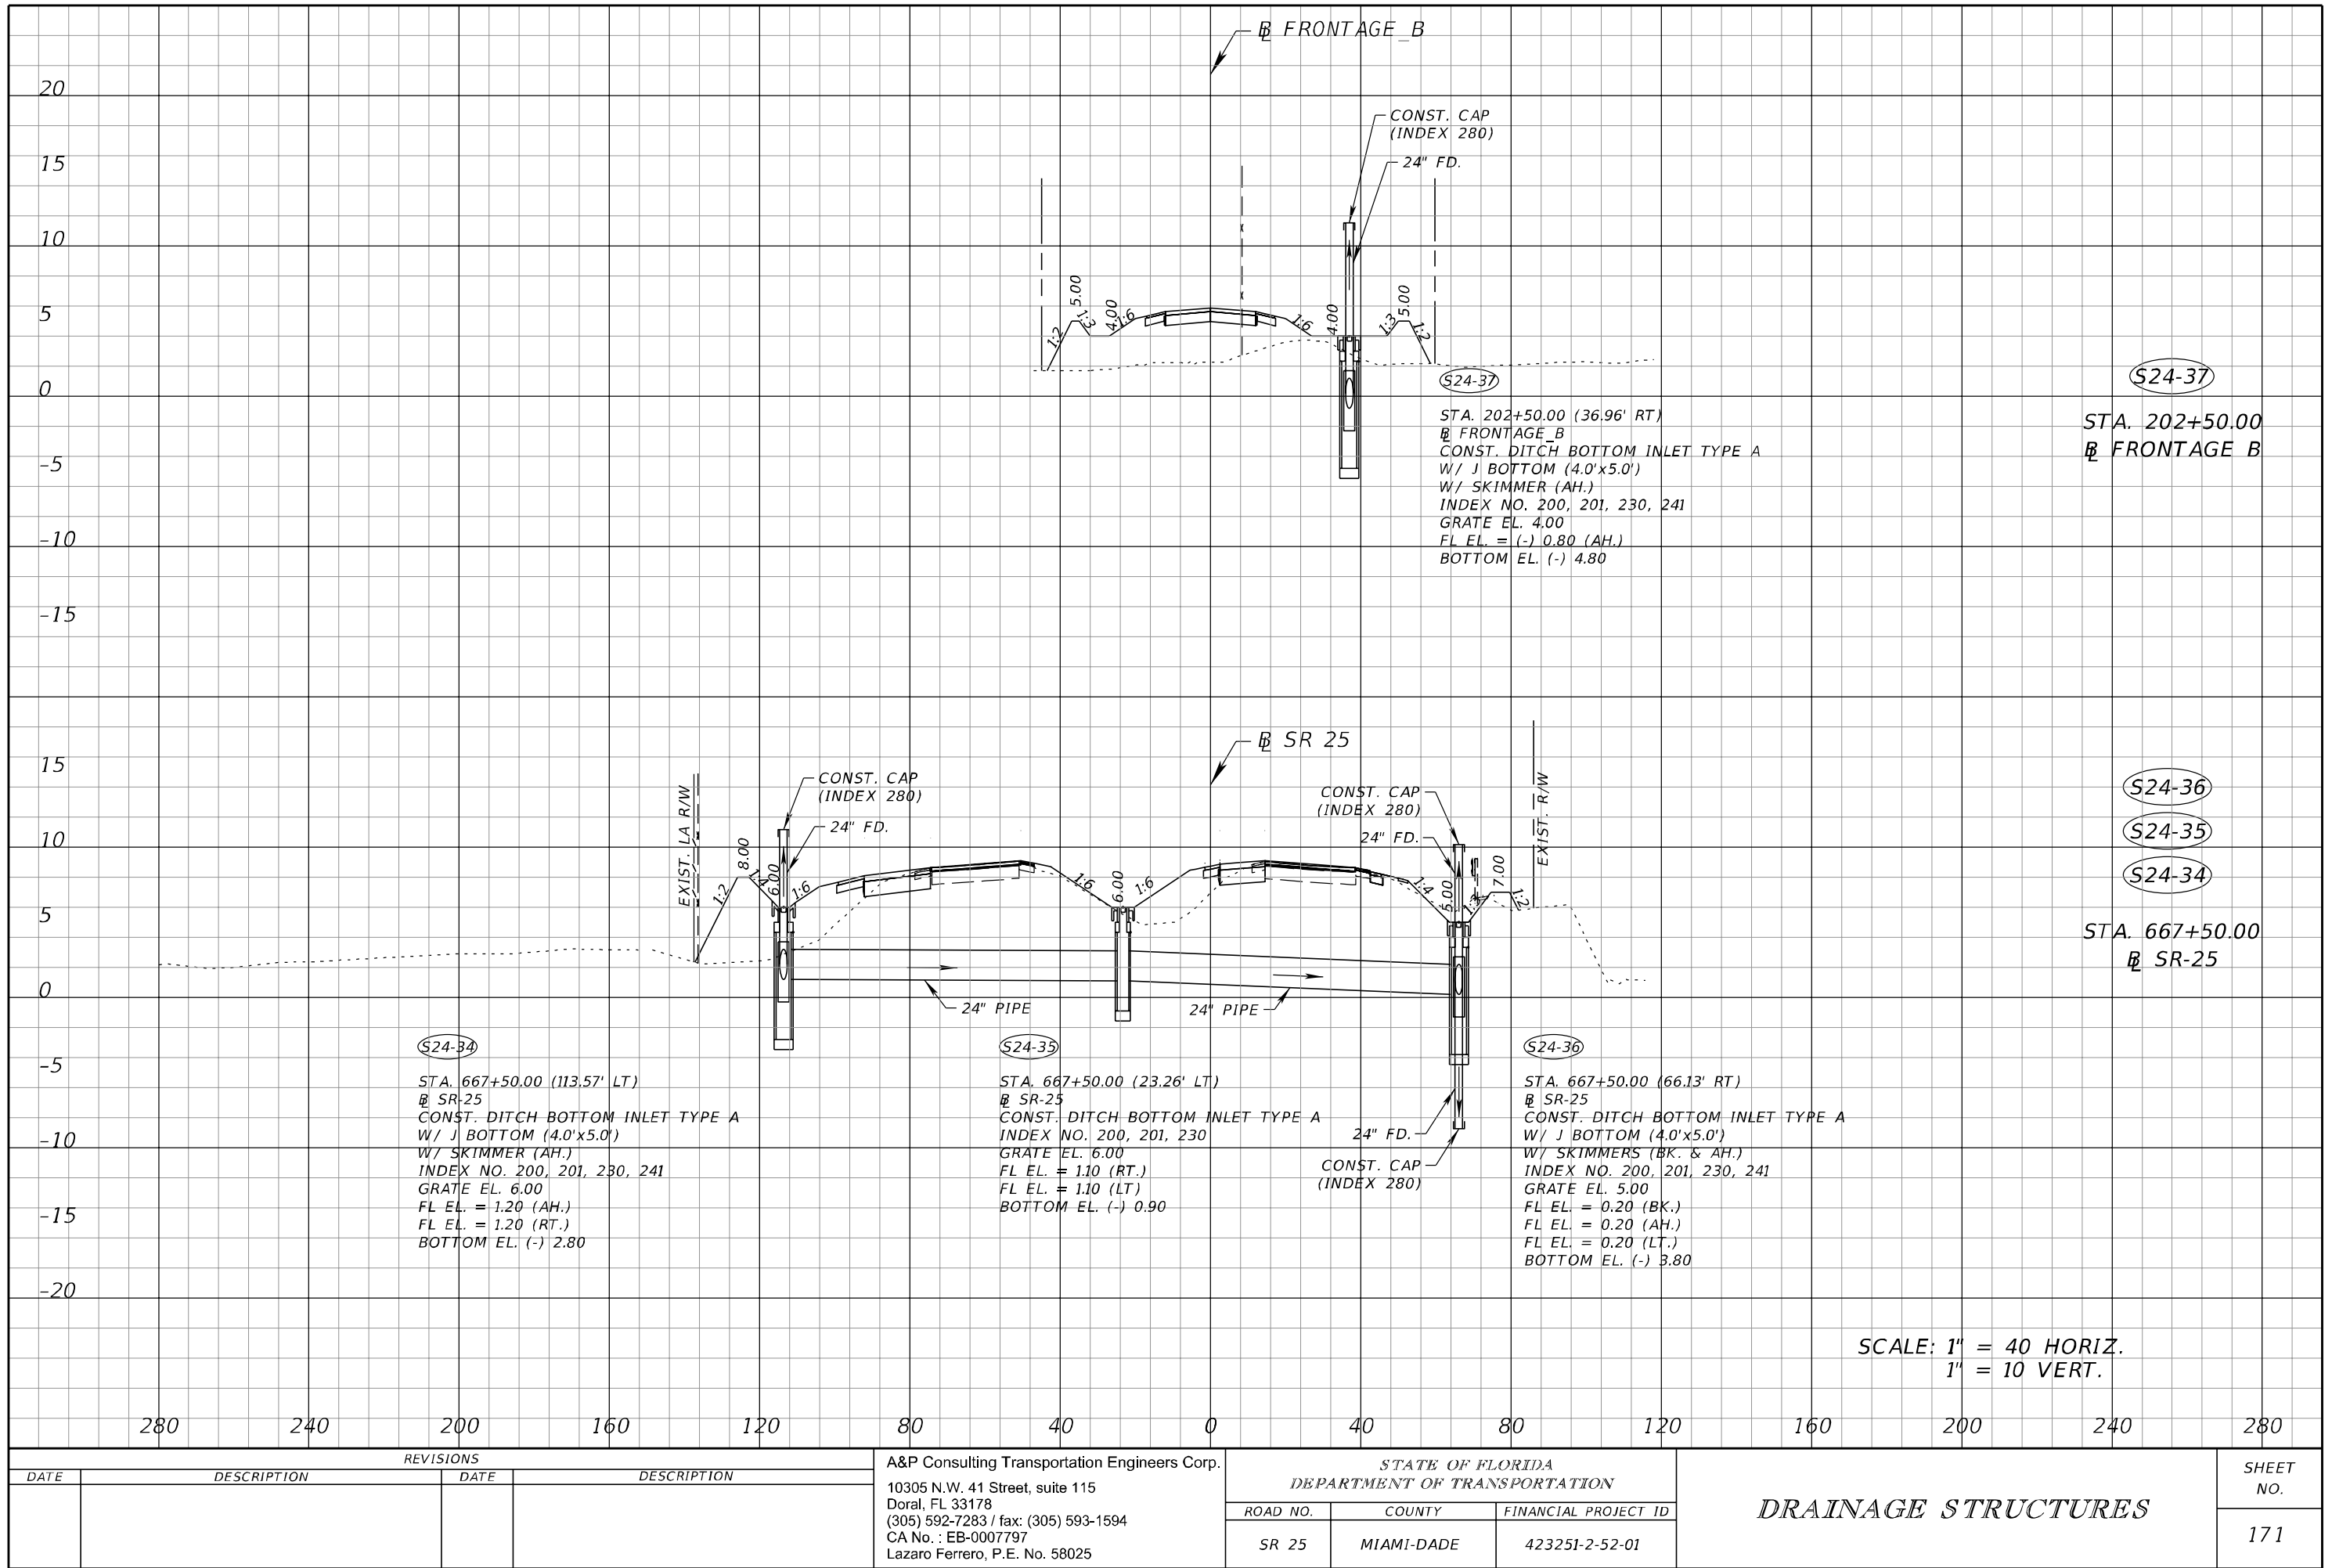 ℄ FRONTAGE_B
20
15
10
5
0
-5
-10
-15
CONST. CAP
(INDEX 280)
24" FD.
1:2
5.00
1:3
4.00
1:6
1:6
4.00
1:3
5.00
1:2
S24-37
STA. 202+50.00 (36.96' RT)
℄ FRONTAGE_B
CONST. DITCH BOTTOM INLET TYPE A
W/ J BOTTOM (4.0'x5.0')
W/ SKIMMER (AH.)
INDEX NO. 200, 201, 230, 241
GRATE EL. 4.00
FL EL. = (-) 0.80 (AH.)
BOTTOM EL. (-) 4.80
S24-37
STA. 202+50.00
℄ FRONTAGE B
℄ SR 25
15
10
5
0
-5
-10
-15
-20
EXIST. LA R/W
CONST. CAP
(INDEX 280)
24" FD.
1:2
8.00
1:4
6.00
1:6
1:6
6.00
1:6
CONST. CAP
(INDEX 280)
24" FD.
1:4
5.00
7.00
1:2
EXIST. R/W
24" PIPE
24" PIPE
S24-36
S24-35
S24-34
STA. 667+50.00
℄ SR-25
S24-34
STA. 667+50.00 (113.57' LT)
℄ SR-25
CONST. DITCH BOTTOM INLET TYPE A
W/ J BOTTOM (4.0'x5.0')
W/ SKIMMER (AH.)
INDEX NO. 200, 201, 230, 241
GRATE EL. 6.00
FL EL. = 1.20 (AH.)
FL EL. = 1.20 (RT.)
BOTTOM EL. (-) 2.80
S24-35
STA. 667+50.00 (23.26' LT)
℄ SR-25
CONST. DITCH BOTTOM INLET TYPE A
INDEX NO. 200, 201, 230
GRATE EL. 6.00
FL EL. = 1.10 (RT.)
FL EL. = 1.10 (LT)
BOTTOM EL. (-) 0.90
24" FD.
CONST. CAP
(INDEX 280)
S24-36
STA. 667+50.00 (66.13' RT)
℄ SR-25
CONST. DITCH BOTTOM INLET TYPE A
W/ J BOTTOM (4.0'x5.0')
W/ SKIMMERS (BK. & AH.)
INDEX NO. 200, 201, 230, 241
GRATE EL. 5.00
FL EL. = 0.20 (BK.)
FL EL. = 0.20 (AH.)
FL EL. = 0.20 (LT.)
BOTTOM EL. (-) 3.80
SCALE: 1" = 40 HORIZ.
1" = 10 VERT.
280 240 200 160 120 80 40 0 40 80 120 160 200 240 280
REVISIONS
DATE DESCRIPTION DATE DESCRIPTION
A&P Consulting Transportation Engineers Corp.
10305 N.W. 41 Street, suite 115
Doral, FL 33178
(305) 592-7283 / fax: (305) 593-1594
CA No. : EB-0007797
Lazaro Ferrero, P.E. No. 58025
STATE OF FLORIDA
DEPARTMENT OF TRANSPORTATION
ROAD NO. COUNTY FINANCIAL PROJECT ID
SR 25 MIAMI-DADE 423251-2-52-01
DRAINAGE STRUCTURES
SHEET
NO.
171